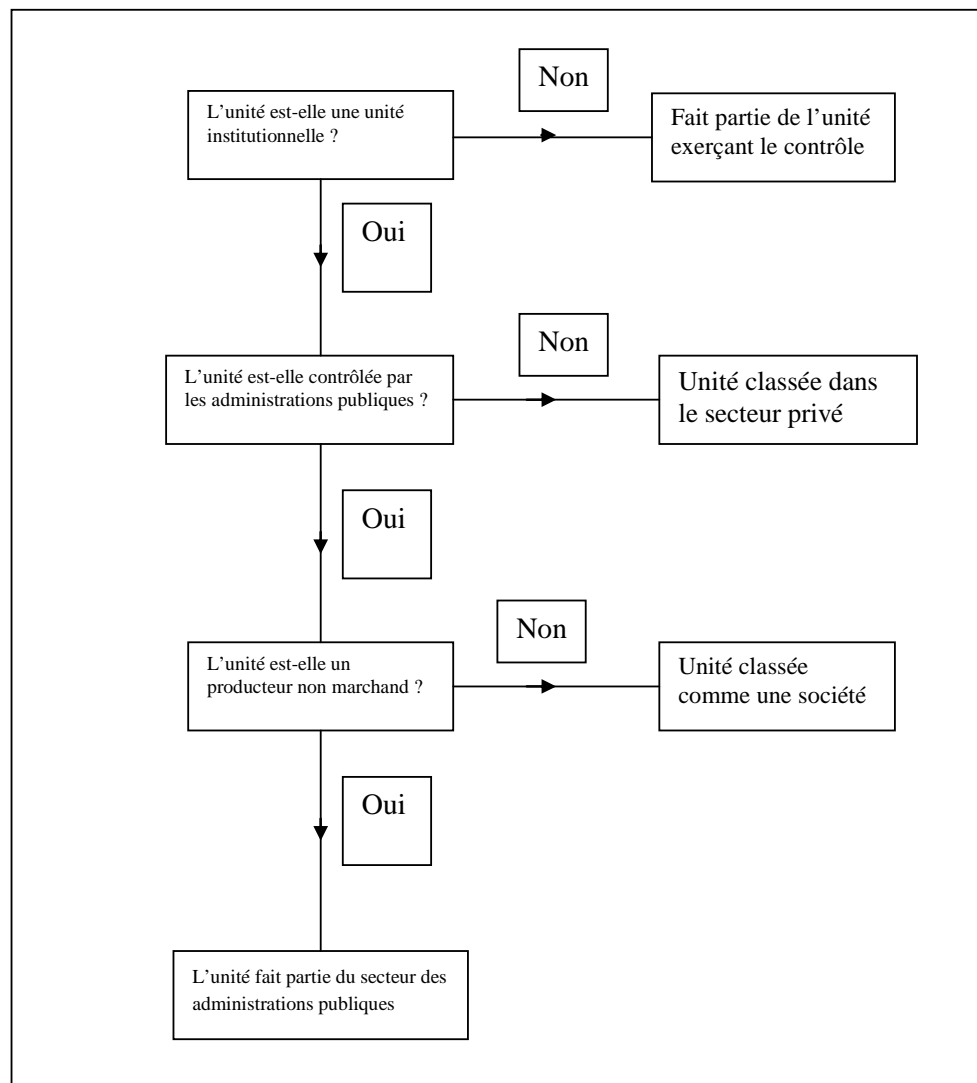 L’unité est-elle une unité
institutionnelle ?
Non
Fait partie de l’unité
exerçant le contrôle
Oui
L’unité est-elle contrôlée par
les administrations publiques ?
Non
Unité classée dans
le secteur privé
Oui
L’unité est-elle un
producteur non marchand ?
Non
Unité classée
comme une société
Oui
L’unité fait partie du secteur des
administrations publiques